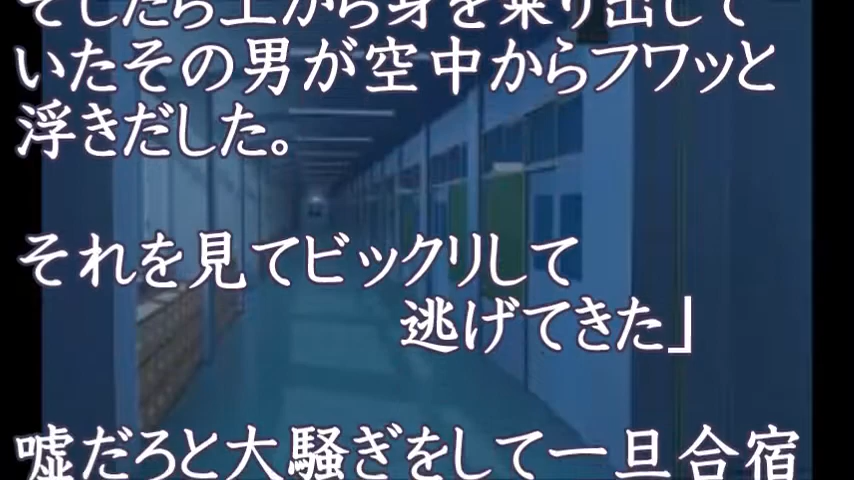 そしたら上から身を乗り出して
いたその男が空中からフワッと
浮きだした。
それを見てビックリして
逃げてきた」
嘘だろと大騒ぎをして一旦合宿